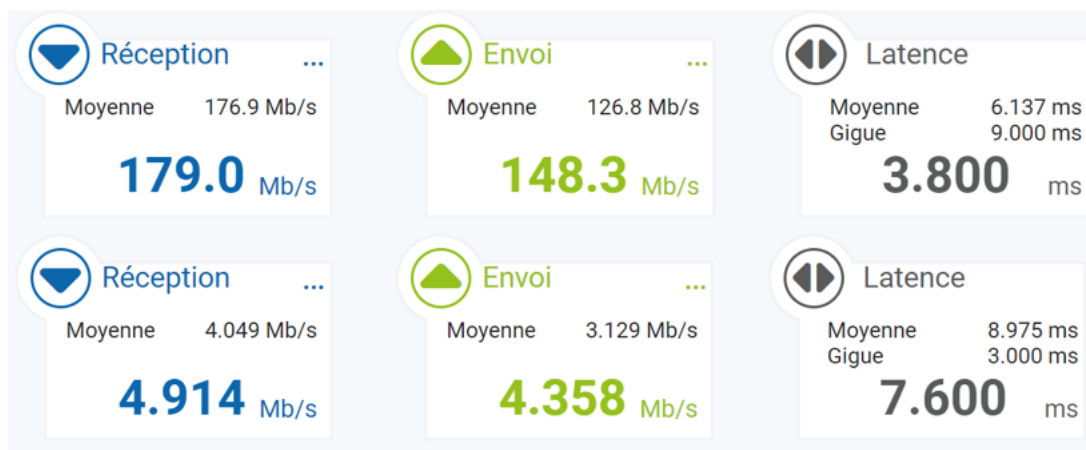 Réception ...
Moyenne 176.9 Mb/s
179.0 Mb/s
Envoi ...
Moyenne 126.8 Mb/s
148.3 Mb/s
Latence
Moyenne 6.137 ms
Gigue 9.000 ms
3.800 ms
Réception ...
Moyenne 4.049 Mb/s
4.914 Mb/s
Envoi ...
Moyenne 3.129 Mb/s
4.358 Mb/s
Latence
Moyenne 8.975 ms
Gigue 3.000 ms
7.600 ms